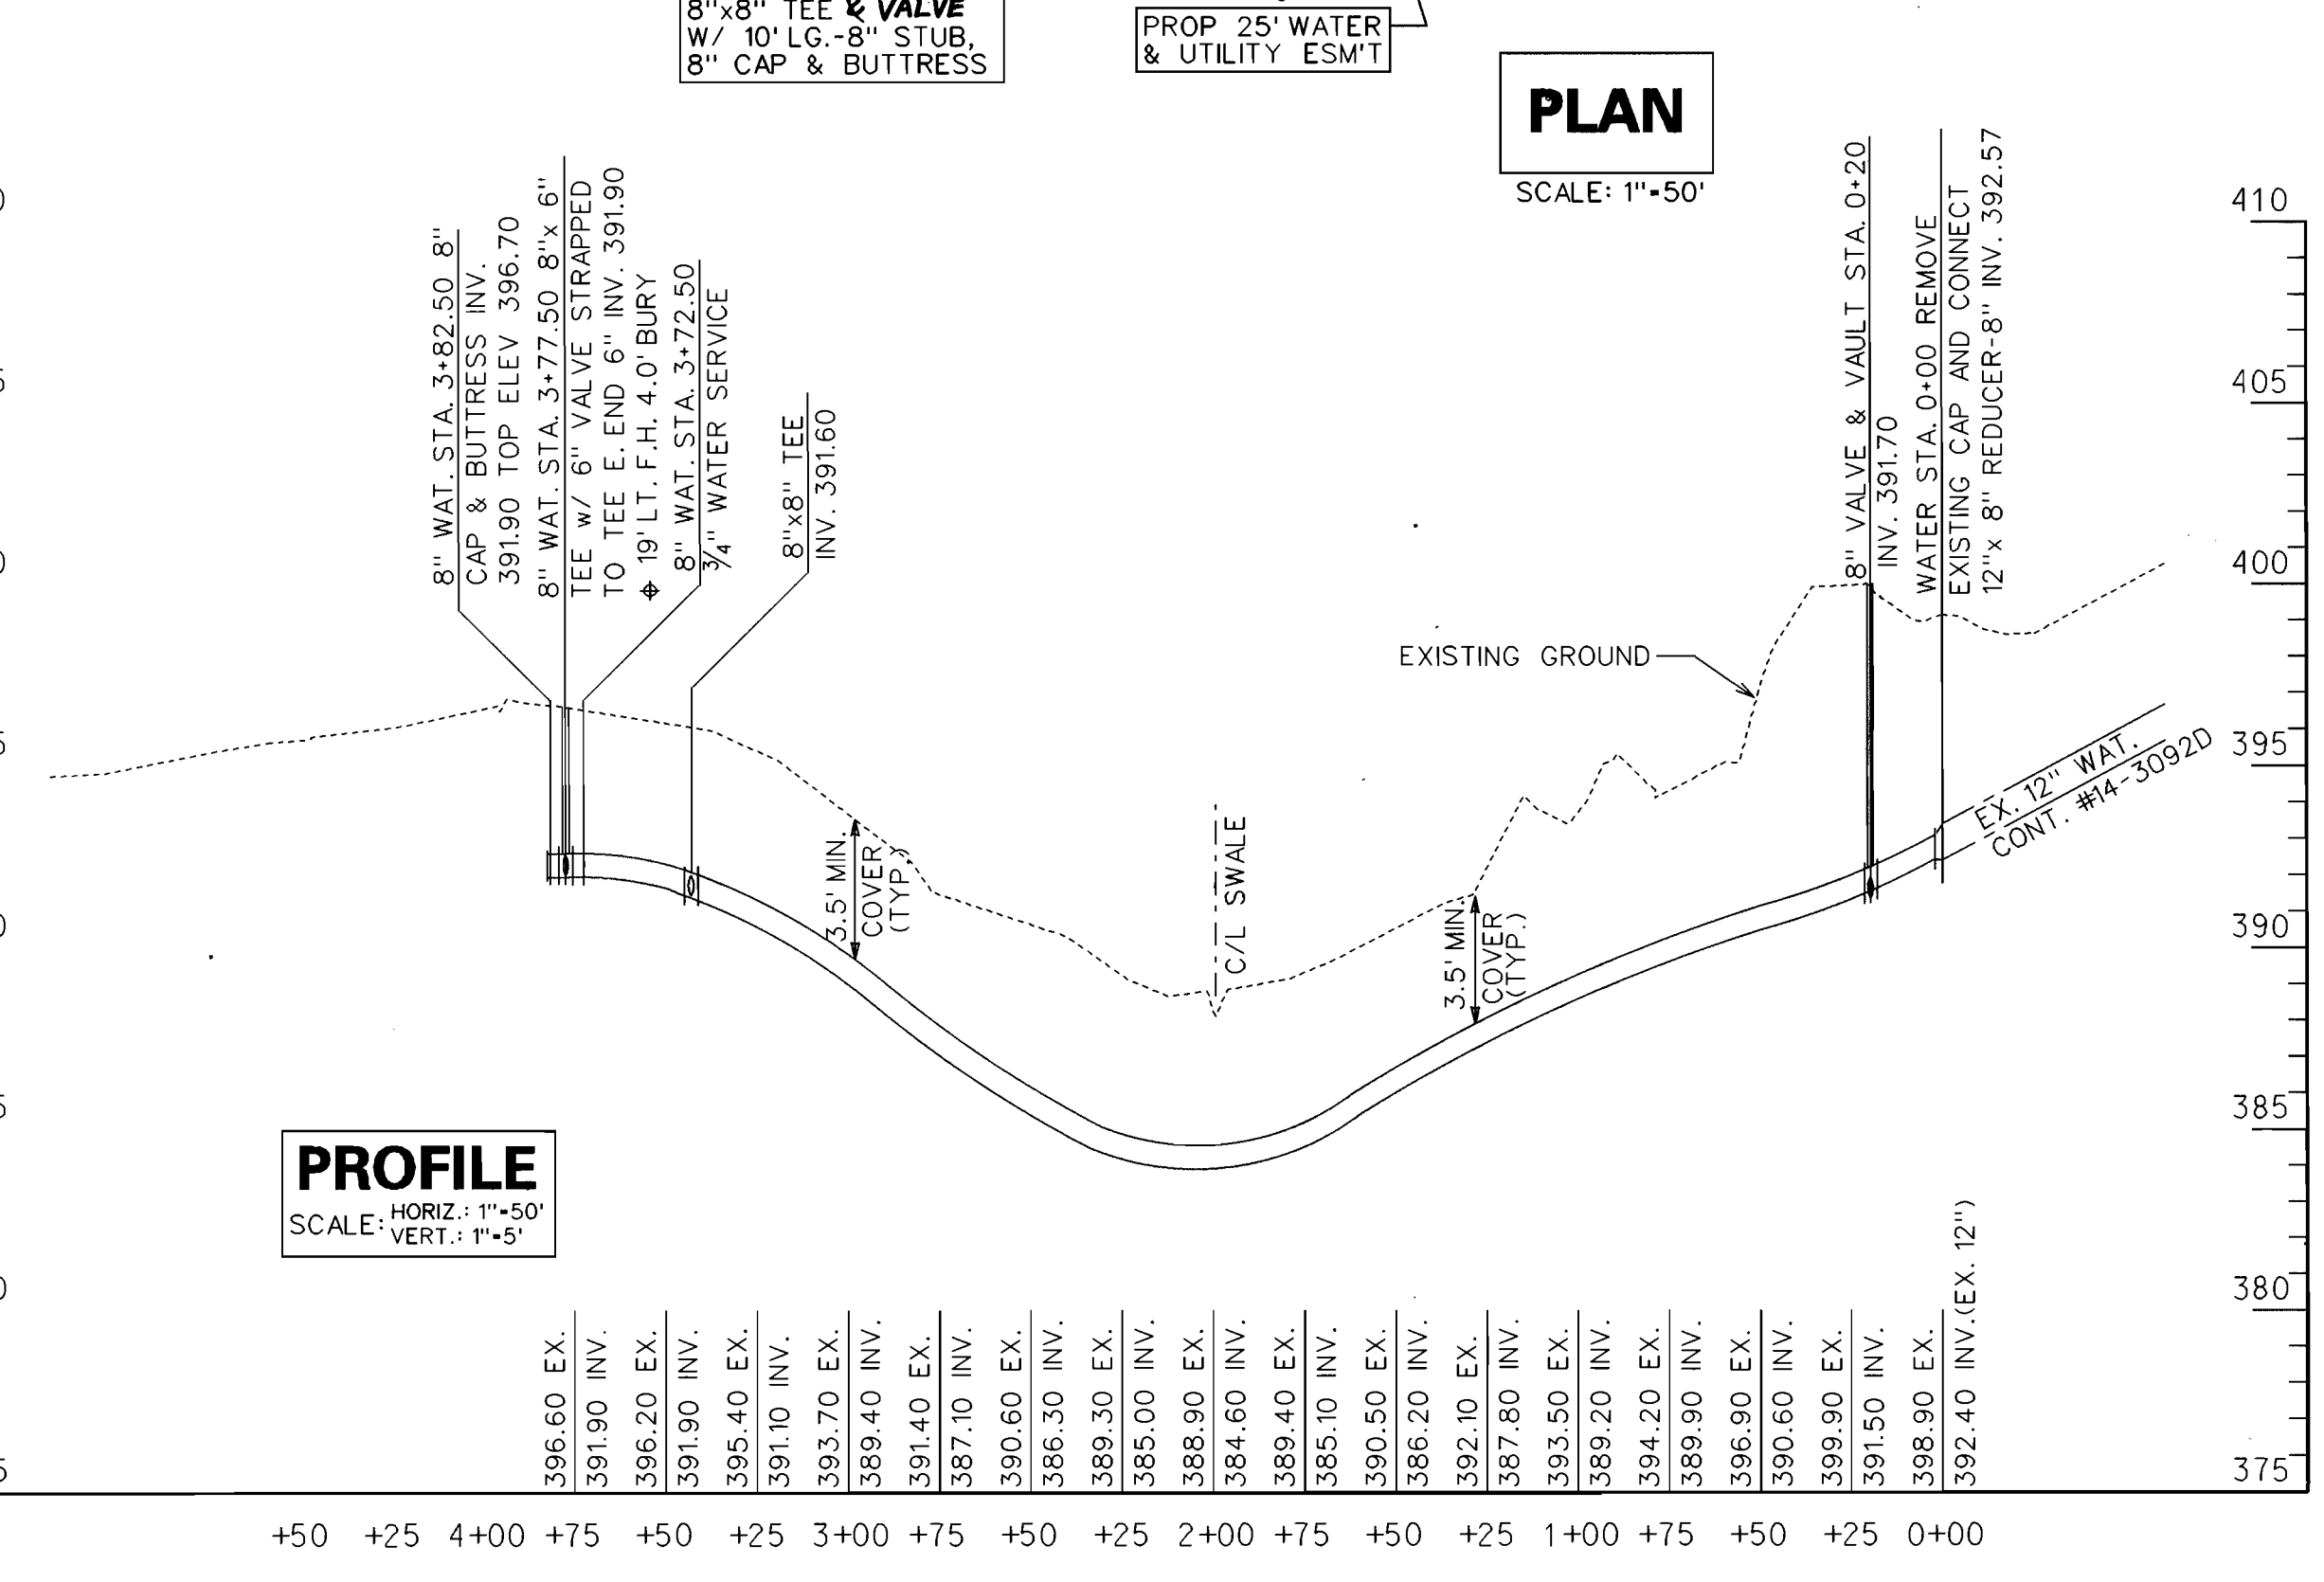 8"x8" TEE & VALVE
W/ 10' LG.-8" STUB,
8" CAP & BUTTRESS
PROP 25' WATER
& UTILITY ESM'T
PLAN
SCALE: 1"=50'
8" WAT. STA. 3+82.50 8"
CAP & BUTTRESS INV.
391.90 TOP ELEV 396.70
8" WAT. STA. 3+77.50 8"x 6"
TEE w/ 6" VALVE STRAPPED
TO TEE E. END 6" INV. 391.90
19' LT. F.H. 4.0' BURY
8" WAT. STA. 3+72.50
3/4" WATER SERVICE
8"x8" TEE
INV. 391.60
8" VALVE & VAULT STA. 0+20
INV. 391.70
WATER STA. 0+00 REMOVE
EXISTING CAP AND CONNECT
12"x 8" REDUCER-8" INV. 392.57
410
405
400
395
390
385
380
375
EXISTING GROUND
3.5' MIN.
COVER
(TYP.)
C/L SWALE
3.5' MIN.
COVER
(TYP.)
EX. 12" WAT.
CONT. #14-3092D
PROFILE
SCALE: HORIZ.: 1"=50'
VERT.: 1"=5'
396.60 EX.
391.90 INV.
396.20 EX.
391.90 INV.
395.40 EX.
391.10 INV.
393.70 EX.
389.40 INV.
391.40 EX.
387.10 INV.
390.60 EX.
386.30 INV.
389.30 EX.
385.00 INV.
388.90 EX.
384.60 INV.
389.40 EX.
385.10 INV.
390.50 EX.
386.20 INV.
392.10 EX.
387.80 INV.
393.50 EX.
389.20 INV.
394.20 EX.
389.90 INV.
396.90 EX.
390.60 INV.
399.90 EX.
391.50 INV.
398.90 EX.
392.40 INV.(EX. 12")
+50 +25 4+00 +75 +50 +25 3+00 +75 +50 +25 2+00 +75 +50 +25 1+00 +75 +50 +25 0+00